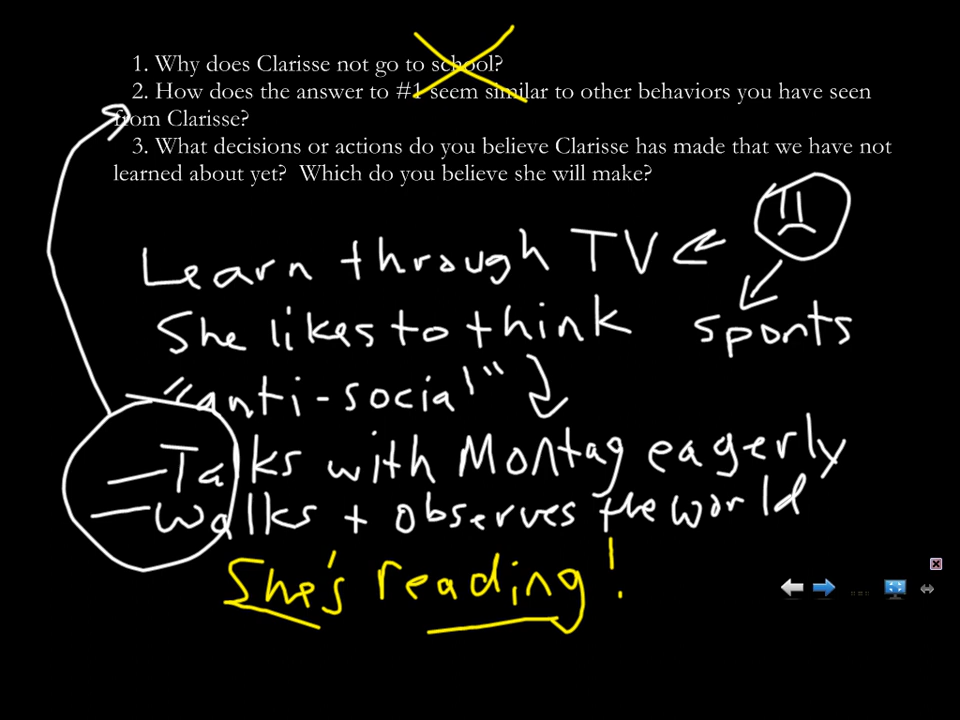 1. Why does Clarisse not go to school?
2. How does the answer to #1 seem similar to other behaviors you have seen
from Clarisse?
3. What decisions or actions do you believe Clarisse has made that we have not
learned about yet? Which do you believe she will make?
Learn through TV
She likes to think sports
- "anti-social"
- Talks with Montag eagerly
- Walks + observes the world
She's reading!